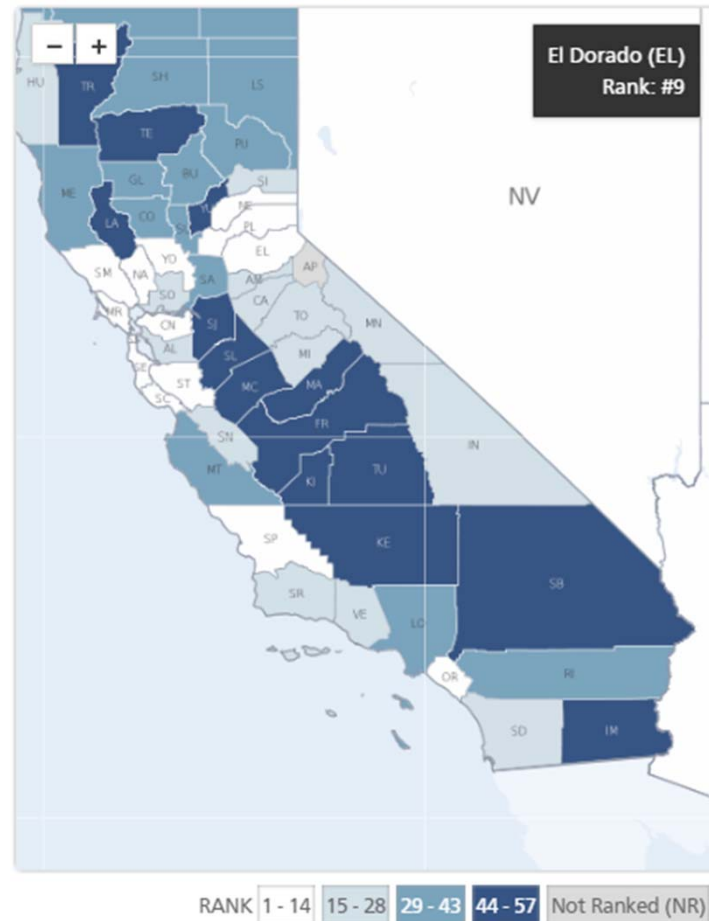 − +
El Dorado (EL)
Rank: #9
HU
TR
SH
LS
TE
PU
ME
GL
BU
SI
LA
CO
YU
NE
PL
EL
SM
NA
YO
SA
AM
AP
NV
MR
SO
CA
TO
MN
CN
SJ
AL
SL
MI
ST
SC
MC
MA
FR
SN
MT
KI
TU
IN
SP
KE
SB
SR
VE
LO
OR
RI
SD
IM
RANK 1 - 14 15 - 28 29 - 43 44 - 57 Not Ranked (NR)